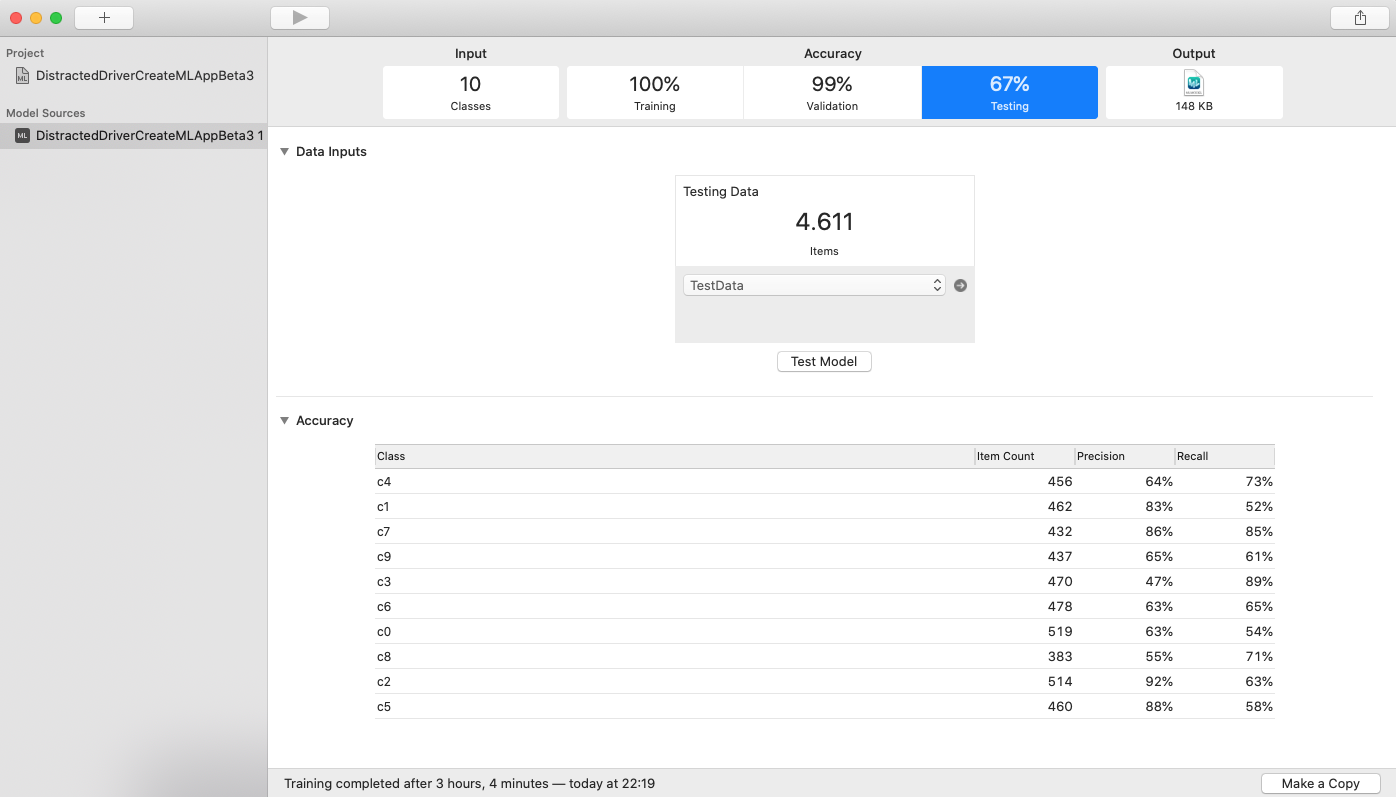 Project
DistractedDriverCreateMLAppBeta3
Model Sources
ML DistractedDriverCreateMLAppBeta3 1
Input
10
Classes
Accuracy
100%
Training
99%
Validation
67%
Testing
Output
148 KB
Data Inputs
Testing Data
4.611
Items
TestData
Test Model
Accuracy
Class Item Count Precision Recall
c4 456 64% 73%
c1 462 83% 52%
c7 432 86% 85%
c9 437 65% 61%
c3 470 47% 89%
c6 478 63% 65%
c0 519 63% 54%
c8 383 55% 71%
c2 514 92% 63%
c5 460 88% 58%
Training completed after 3 hours, 4 minutes — today at 22:19
Make a Copy